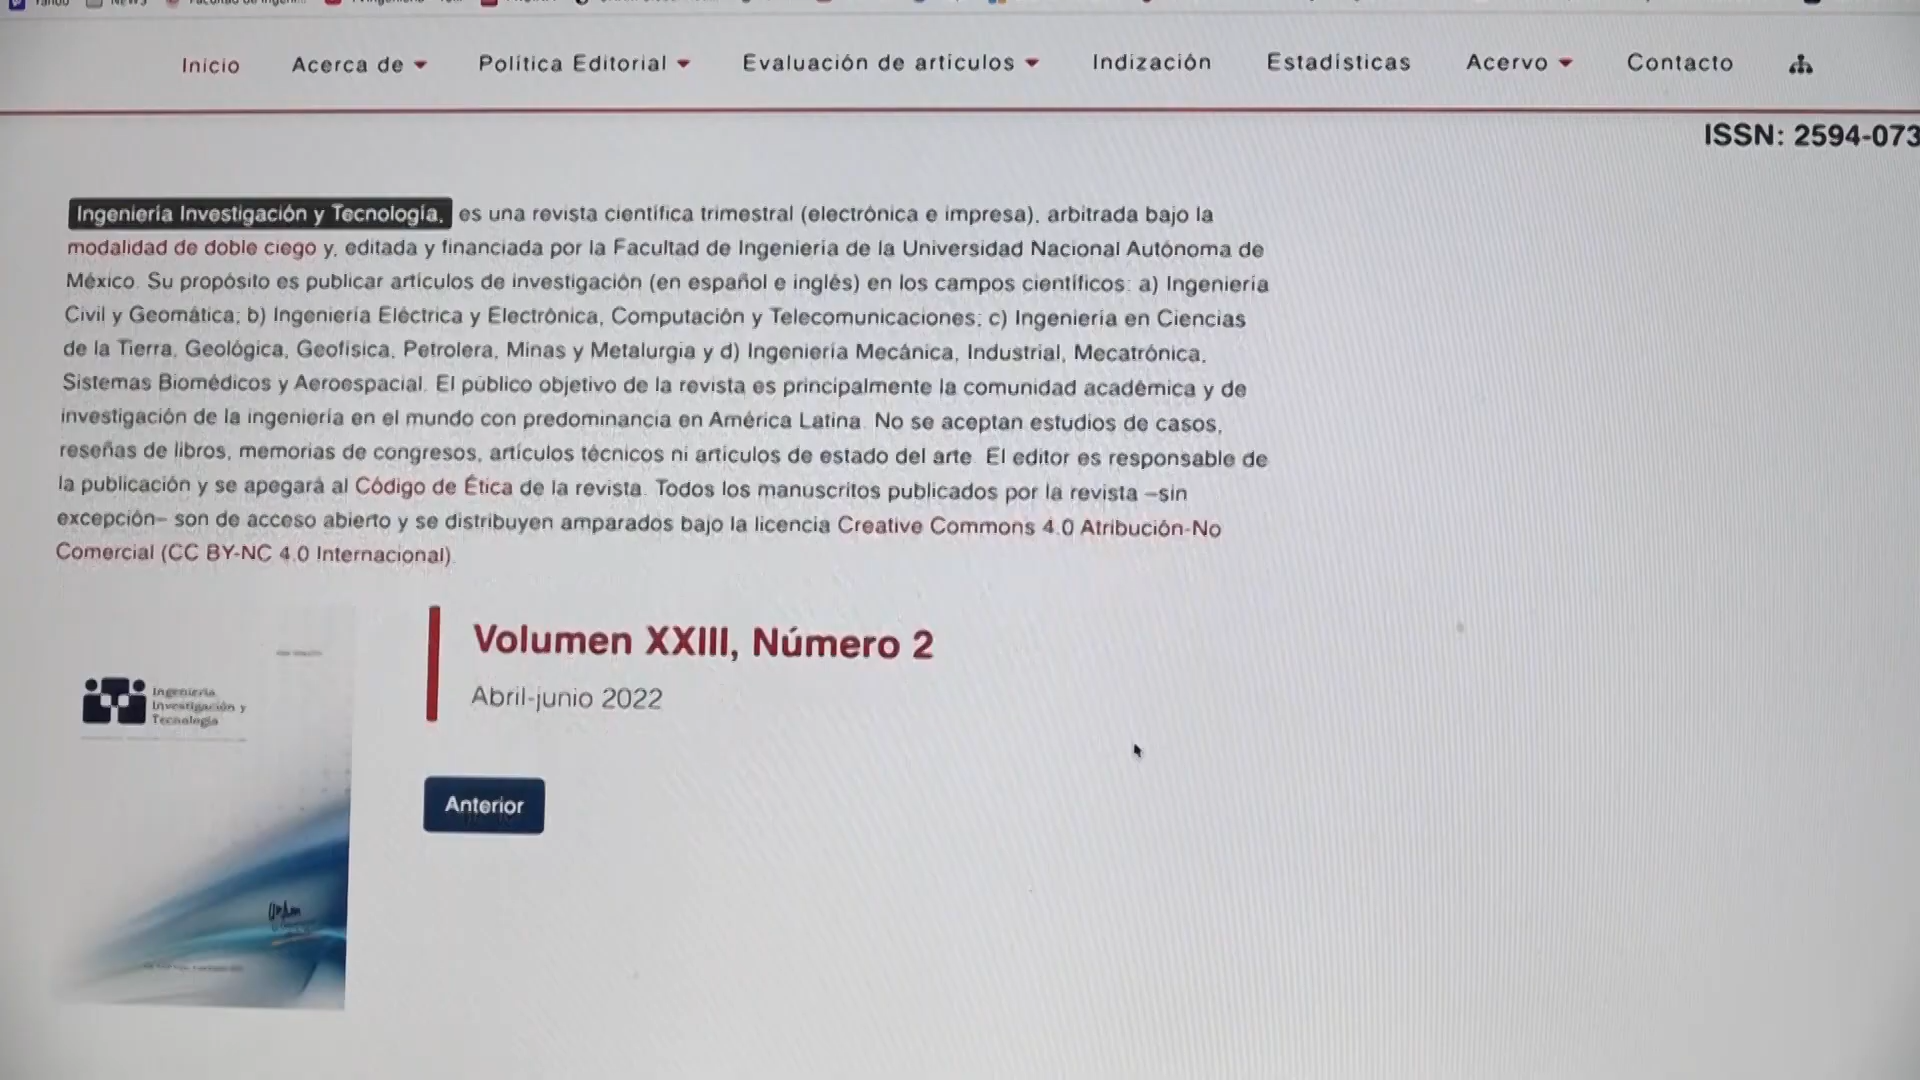 Inicio Acerca de Política Editorial Evaluación de artículos Indización Estadísticas Acervo Contacto
ISSN: 2594-073
Ingeniería Investigación y Tecnología, es una revista científica trimestral (electrónica e impresa), arbitrada bajo la
modalidad de doble ciego y, editada y financiada por la Facultad de Ingeniería de la Universidad Nacional Autónoma de
México. Su propósito es publicar artículos de investigación (en español e inglés) en los campos científicos: a) Ingeniería
Civil y Geomática; b) Ingeniería Eléctrica y Electrónica, Computación y Telecomunicaciones; c) Ingeniería en Ciencias
de la Tierra, Geológica, Geofísica, Petrolera, Minas y Metalurgia y d) Ingeniería Mecánica, Industrial, Mecatrónica,
Sistemas Biomédicos y Aeroespacial. El público objetivo de la revista es principalmente la comunidad académica y de
investigación de la ingeniería en el mundo con predominancia en América Latina. No se aceptan estudios de casos,
reseñas de libros, memorias de congresos, artículos técnicos ni artículos de estado del arte. El editor es responsable de
la publicación y se apegará al Código de Ética de la revista. Todos los manuscritos publicados por la revista –sin
excepción– son de acceso abierto y se distribuyen amparados bajo la licencia Creative Commons 4.0 Atribución-No
Comercial (CC BY-NC 4.0 Internacional).
Volumen XXIII, Número 2
Abril-junio 2022
Anterior
Ingeniería
Investigación y
Tecnología